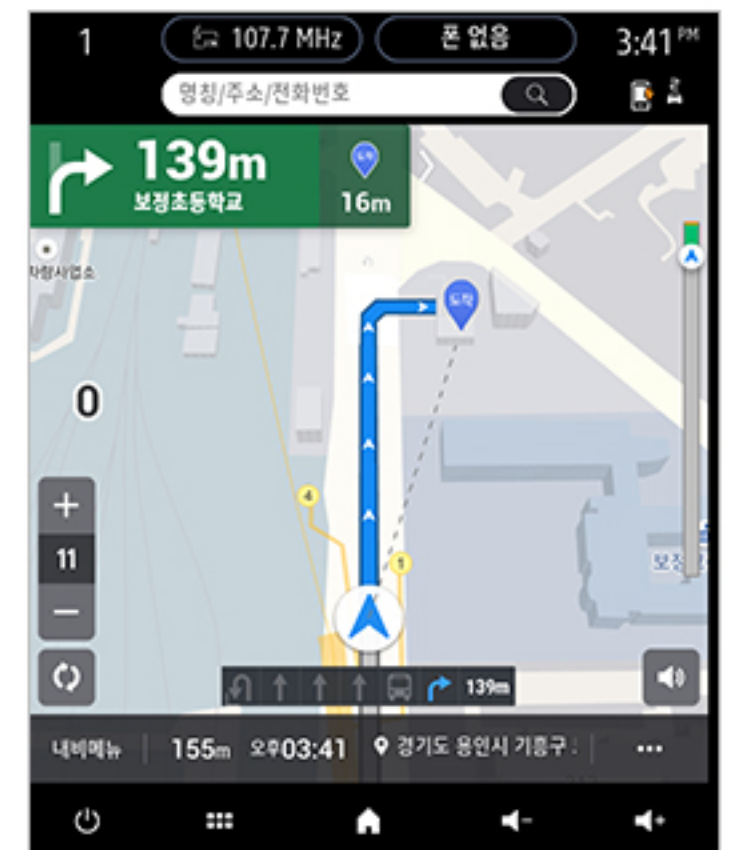 1
107.7 MHz
폰 없음
3:41 PM
명칭/주소/전화번호
139m
보정초등학교
도착
16m
차량사업소
도착
0
4
1
11
보정
139m
내비메뉴
155m
오후03:41
경기도 용인시 기흥구